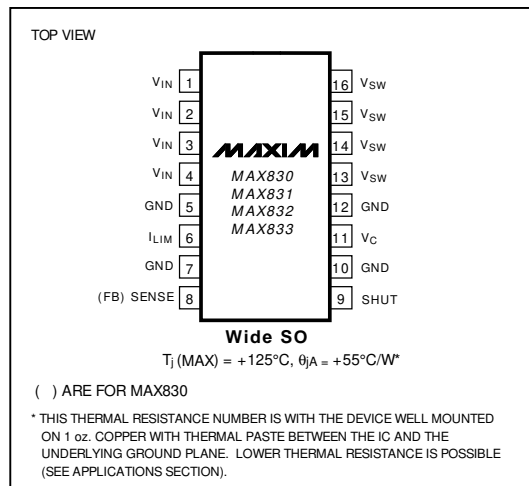 TOP VIEW
VIN 1 16 VSW
VIN 2 15 VSW
VIN 3 14 VSW
VIN 4 13 VSW
GND 5 12 GND
ILIM 6 11 VC
GND 7 10 GND
(FB) SENSE 8 9 SHUT
MAXIM
MAX830
MAX831
MAX832
MAX833
Wide SO
Tj (MAX) = +125°C, θjA = +55°C/W*
( ) ARE FOR MAX830
* THIS THERMAL RESISTANCE NUMBER IS WITH THE DEVICE WELL MOUNTED
ON 1 oz. COPPER WITH THERMAL PASTE BETWEEN THE IC AND THE
UNDERLYING GROUND PLANE. LOWER THERMAL RESISTANCE IS POSSIBLE
(SEE APPLICATIONS SECTION).